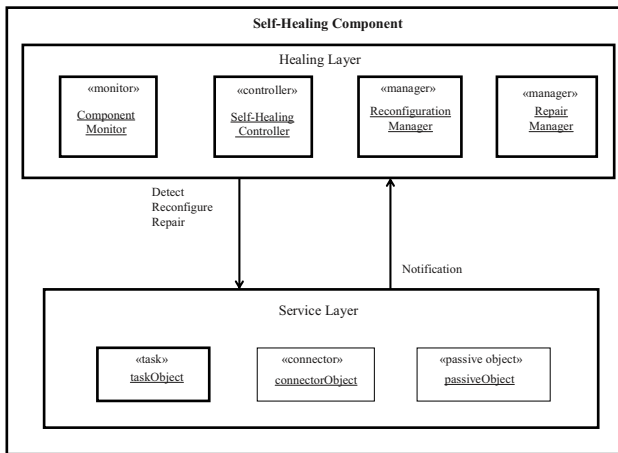 Self-Healing Component
Healing Layer
«monitor»
Component
Monitor
«controller»
Self-Healing
Controller
«manager»
Reconfiguration
Manager
«manager»
Repair
Manager
Detect
Reconfigure
Repair
Notification
Service Layer
«task»
taskObject
«connector»
connectorObject
«passive object»
passiveObject